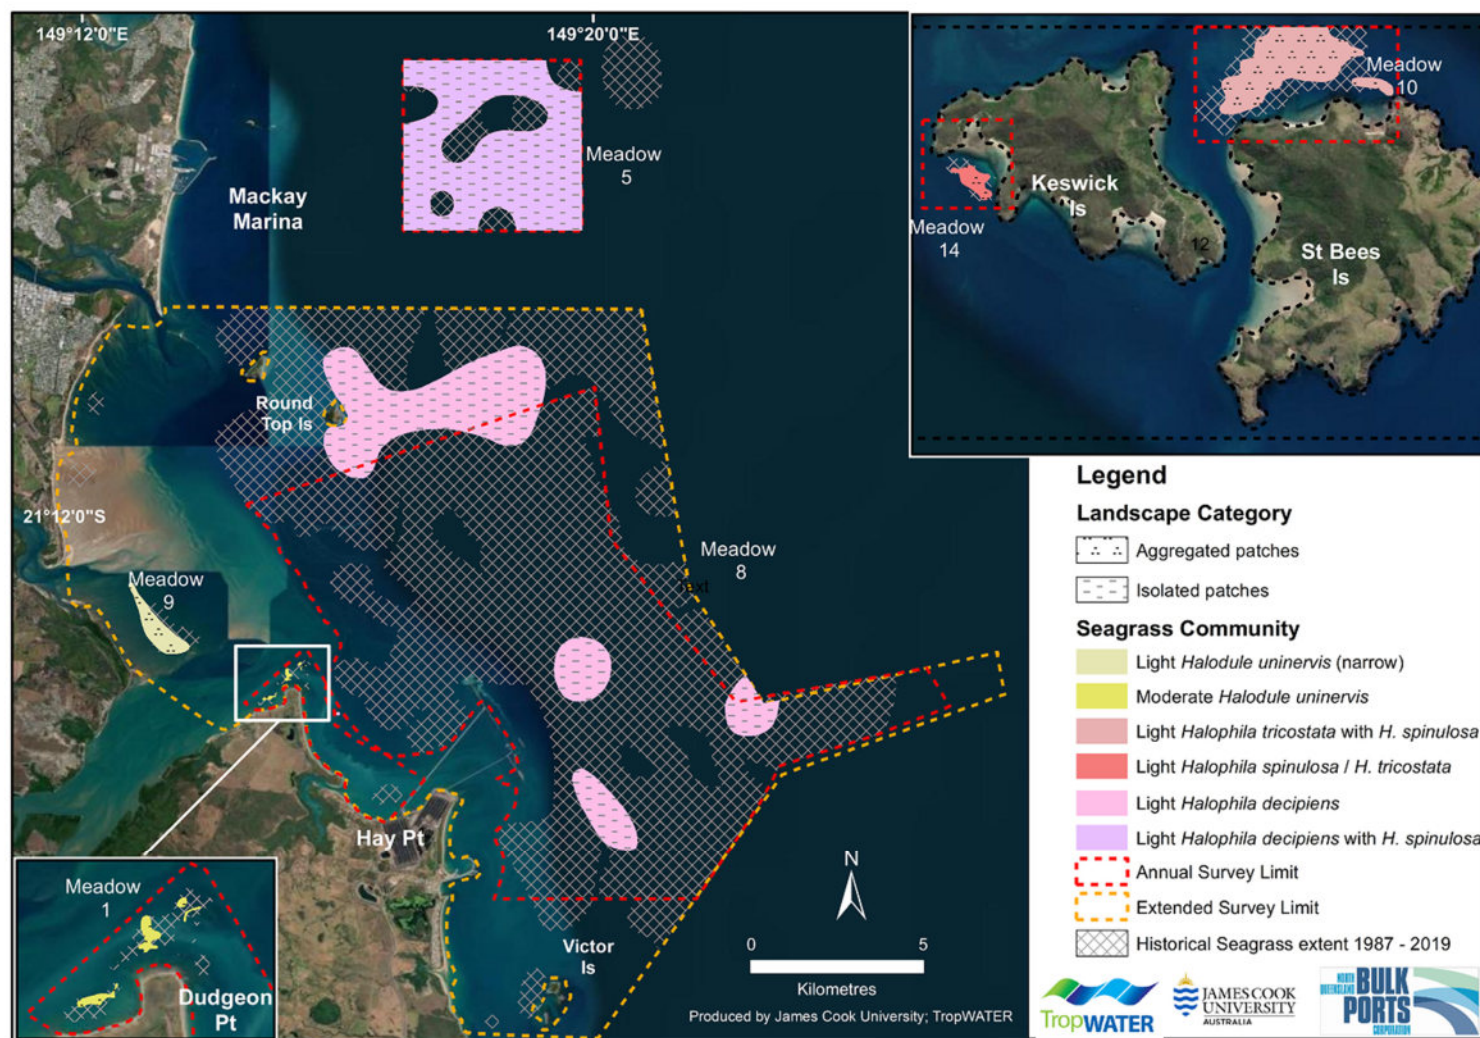 149°12'0"E
149°20'0"E
Mackay
Marina
Meadow
5
Round
Top Is
21°12'0"S
Meadow
9
Meadow
8
Text
Hay Pt
Victor
Is
Meadow
1
Dudgeon
Pt
N
0 5
Kilometres
Produced by James Cook University; TropWATER
Meadow
10
Keswick
Is
Meadow
14
12
St Bees
Is
Legend
Landscape Category
Aggregated patches
Isolated patches
Seagrass Community
Light Halodule uninervis (narrow)
Moderate Halodule uninervis
Light Halophila tricostata with H. spinulosa
Light Halophila spinulosa / H. tricostata
Light Halophila decipiens
Light Halophila decipiens with H. spinulosa
Annual Survey Limit
Extended Survey Limit
Historical Seagrass extent 1987 - 2019
TropWATER
JAMES COOK
UNIVERSITY
AUSTRALIA
NORTH
QUEENSLAND
BULK
PORTS
CORPORATION